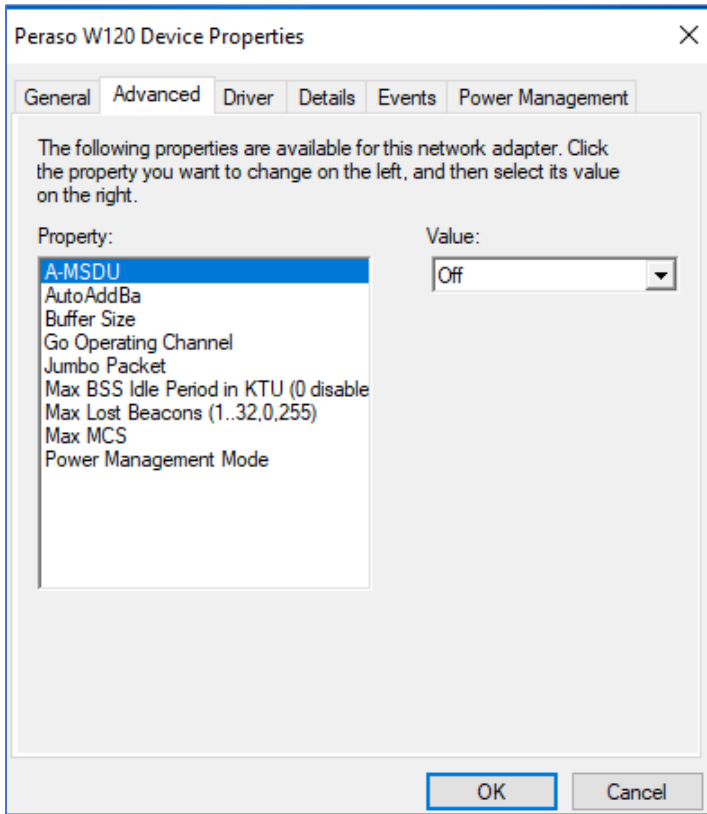 Peraso W120 Device Properties
General Advanced Driver Details Events Power Management
The following properties are available for this network adapter. Click
the property you want to change on the left, and then select its value
on the right.
Property:
Value:
A-MSDU
Off
AutoAddBa
Buffer Size
Go Operating Channel
Jumbo Packet
Max BSS Idle Period in KTU (0 disable
Max Lost Beacons (1..32,0,255)
Max MCS
Power Management Mode
OK
Cancel